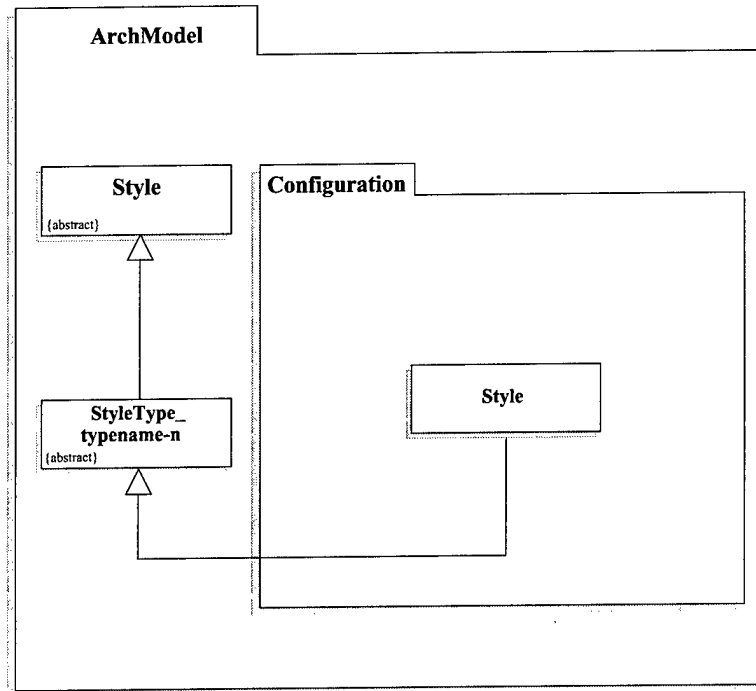 ArchModel
Style
{abstract}
Configuration
Style
StyleType_
typename-n
{abstract}